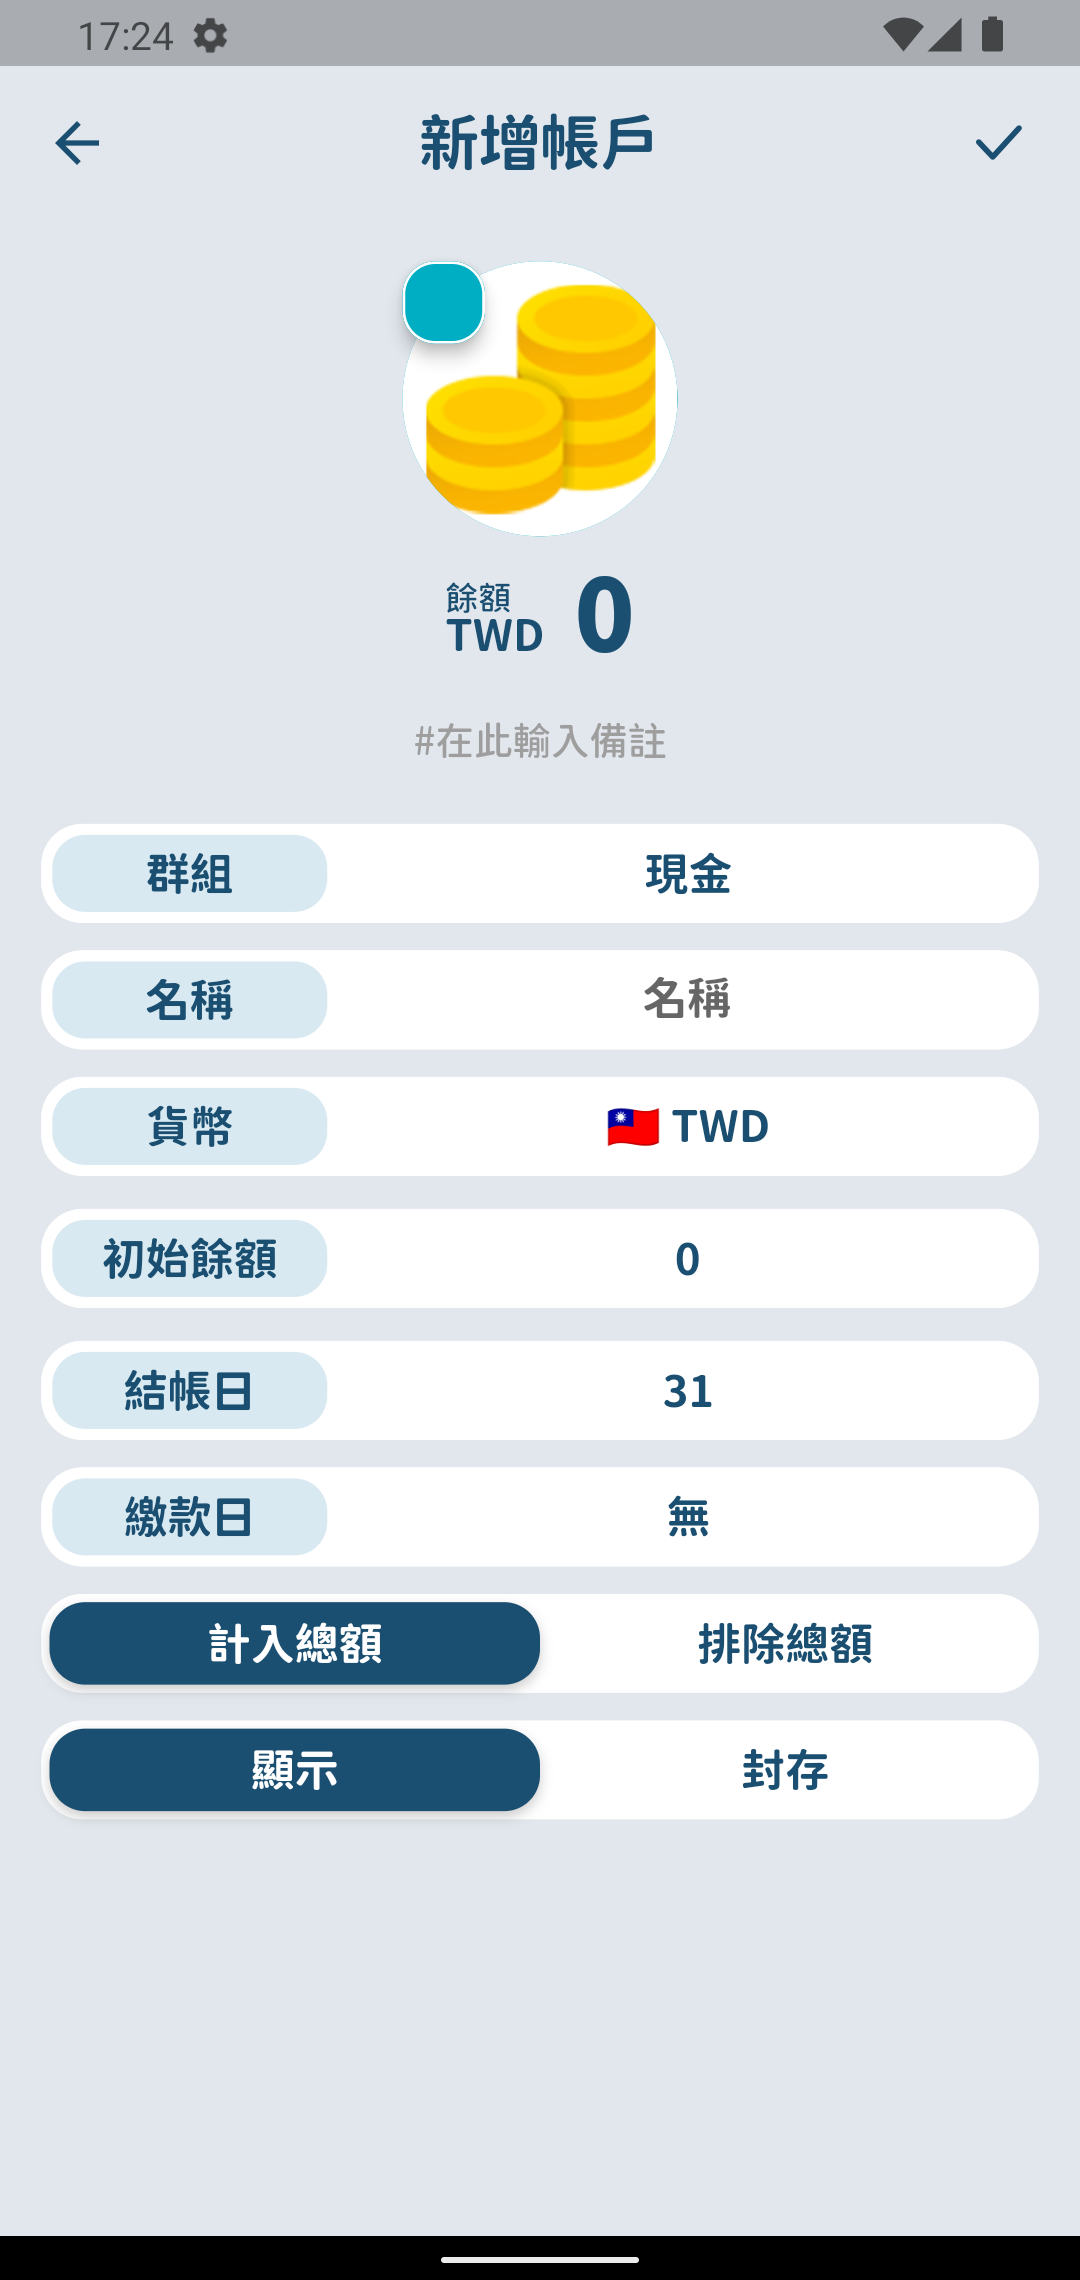 17:24
新增帳戶
餘額
TWD 0
#在此輸入備註
群組 現金
名稱 名稱
貨幣 🇹🇼 TWD
初始餘額 0
結帳日 31
繳款日 無
計入總額 排除總額
顯示 封存